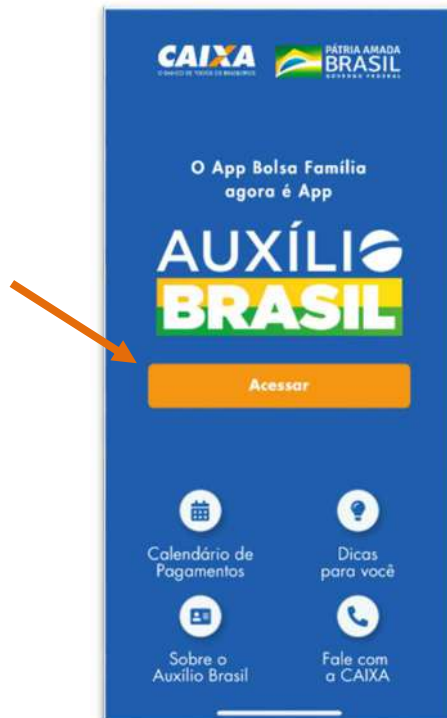 CAIXA
PÁTRIA AMADA
BRASIL
GOVERNO FEDERAL
O App Bolsa Família
agora é App
AUXÍLIO
BRASIL
Acessar
Calendário de
Pagamentos
Dicas
para você
Sobre o
Auxílio Brasil
Fale com
a CAIXA